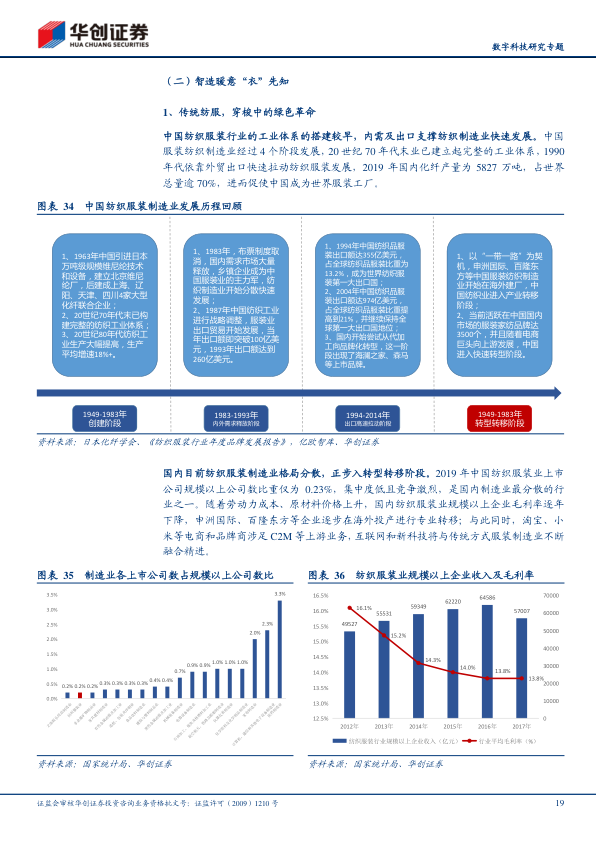 华创证券
HUA CHUANG SECURITIES
数字科技研究专题
（二）智造暖意“衣”先知
1、传统纺服，穿梭中的绿色革命
中国纺织服装行业的工业体系的搭建较早，内需及出口支撑纺织制造业快速发展。中国
服装纺织制造业经过 4 个阶段发展，20 世纪 70 年代末业已建立起完整的工业体系，1990
年代依靠外贸出口快速拉动纺织服装发展，2019 年国内化纤产量为 5827 万吨，占世界
总量逾 70%，进而促使中国成为世界服装工厂。
图表 34 中国纺织服装制造业发展历程回顾
1、1963年中国引进日本
万吨级规模维尼纶技术
和设备，建立北京维尼
纶厂，后建成上海、辽
阳、天津、四川4家大型
化纤联合企业；
2、20世纪70年代末已构
建完整的纺织工业体系；
3、20世纪80年代纺织工
业生产大幅提高，生产
平均增速18%+。
1、1983年，布票制度取
消，国内需求市场大量
释放，乡镇企业成为中
国服装业的主力军，纺
织制造业开始分散快速
发展；
2、1987年中国纺织工业
进行战略调整，服装业
出口贸易开始发展，当
年出口额即突破100亿美
元，1993年出口额达到
260亿美元。
1、1994年中国纺织品服
装出口额达355亿美元，
占全球纺织品服装比重为
13.2%，成为世界纺织服
装第一大出口国；
2、2004年中国纺织品服
装出口额达974亿美元，
占全球纺织品服装比重提
高到21%，并继续保持全
球第一大出口国地位；
3、国内开始尝试从代加
工向品牌化转型，这一阶
段出现了海澜之家、森马
等上市品牌。
1、以“一带一路”为契
机，申洲国际、百隆东
方等中国服装纺织制造
业开始在海外建厂，中
国纺织业进入产业转移
阶段；
2、当前活跃在中国国内
市场的服装家纺品牌达
3500个，并且随着电商
巨头向上游发展，中国
进入快速转型阶段。
1949-1983年
创建阶段
1983-1993年
内外需求释放阶段
1994-2014年
出口高速拉动阶段
1949-1983年
转型转移阶段
资料来源：日本化纤学会、《纺织服装行业年度品牌发展报告》，亿欧智库、华创证券
国内目前纺织服装制造业格局分散，正步入转型转移阶段。2019 年中国纺织服装业上市
公司规模以上公司数比重仅为 0.23%，集中度低且竞争激烈，是国内制造业最分散的行
业之一。随着劳动力成本、原材料价格上升，国内纺织服装业规模以上企业毛利率逐年
下降，申洲国际、百隆东方等企业逐步在海外投产进行专业转移；与此同时，淘宝、小
米等电商和品牌商涉足 C2M 等上游业务，互联网和新科技将与传统方式服装制造业不断
融合精进。
图表 35 制造业各上市公司数占规模以上公司数比
3.5%
3.0%
2.5%
2.0%
1.5%
1.0%
0.5%
0.0%
0.2% 0.2% 0.2% 0.3% 0.3% 0.3% 0.3% 0.4% 0.4% 0.7% 0.9% 0.9% 1.0% 1.0% 1.0% 2.0% 2.3% 3.3%
资料来源：国家统计局、华创证券
图表 36 纺织服装业规模以上企业收入及毛利率
16.5%
16.0%
15.5%
15.0%
14.5%
14.0%
13.5%
13.0%
12.5%
70000
60000
50000
40000
30000
20000
10000
0
49527 55531 59349 62220 64586 57007
16.1% 15.2% 14.3% 14.0% 13.8% 13.8%
2012年 2013年 2014年 2015年 2016年 2017年
纺织服装行业规模以上企业收入（亿元） 行业平均毛利率（%）
资料来源：国家统计局、华创证券
证监会审核华创证券投资咨询业务资格批文号：证监许可（2009）1210 号
19